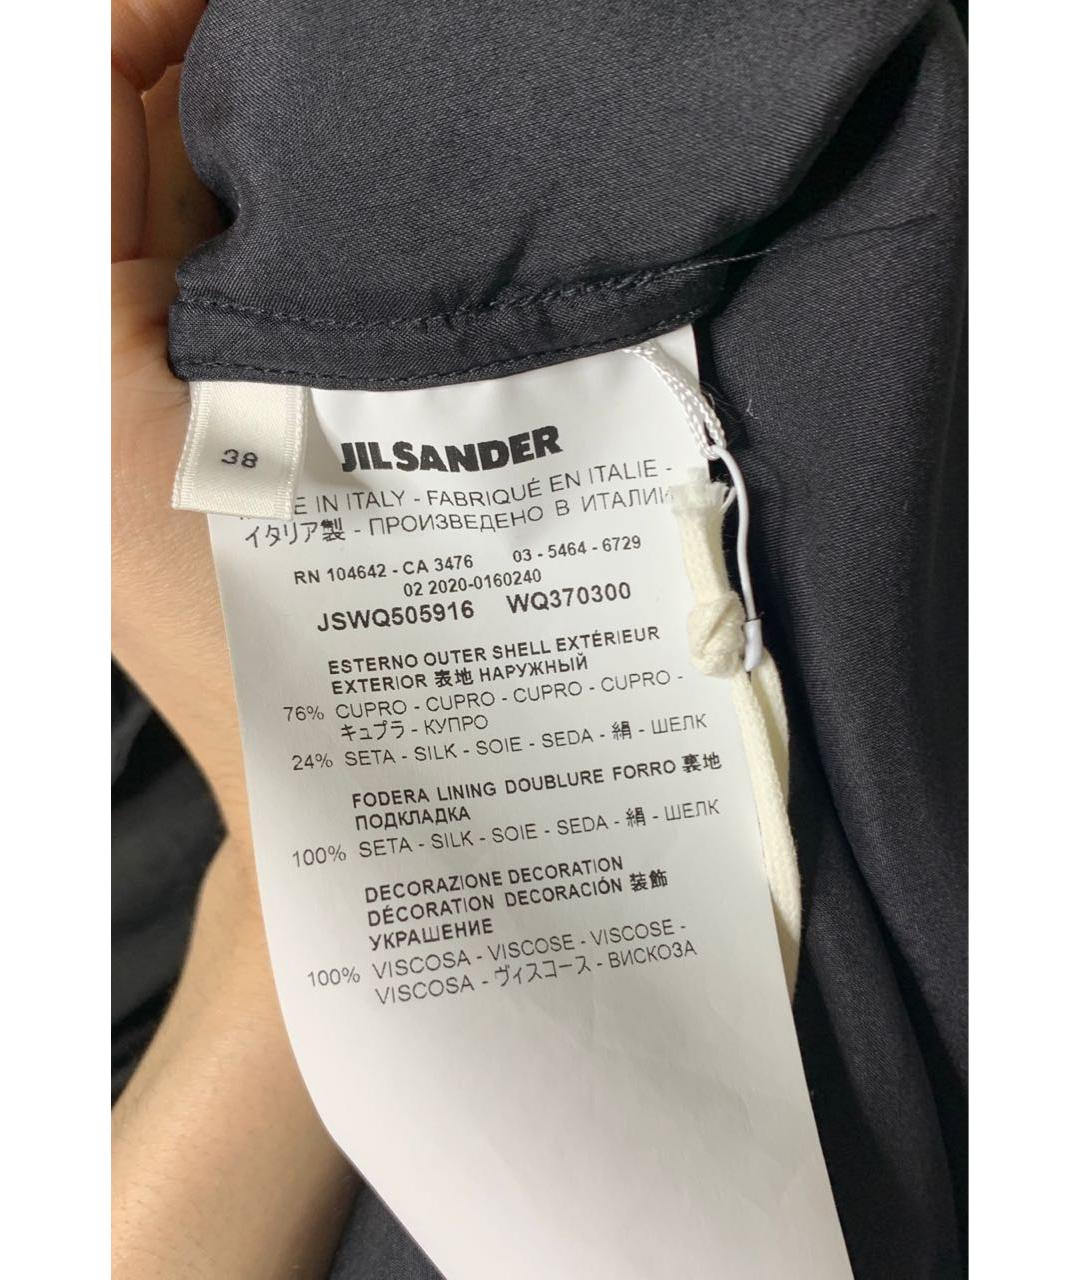 38
JILSANDER
E IN ITALY - FABRIQUÉ EN ITALIE -
イタリア製 - ПРОИЗВЕДЕНО В ИТАЛИИ
RN 104642 - CA 3476 03 - 5464 - 6729
02 2020-0160240
JSWQ505916 WQ370300
ESTERNO OUTER SHELL EXTÉRIEUR
EXTERIOR 表地 НАРУЖНЫЙ
76% CUPRO - CUPRO - CUPRO - CUPRO -
キュプラ - КУПРО
24% SETA - SILK - SOIE - SEDA - 絹 - ШЕЛК
FODERA LINING DOUBLURE FORRO 裏地
ПОДКЛАДКА
100% SETA - SILK - SOIE - SEDA - 絹 - ШЕЛК
DECORAZIONE DECORATION
DÉCORATION DECORACIÓN 装飾
УКРАШЕНИЕ
100% VISCOSA - VISCOSE - VISCOSE -
VISCOSA - ヴィスコース - ВИСКОЗА